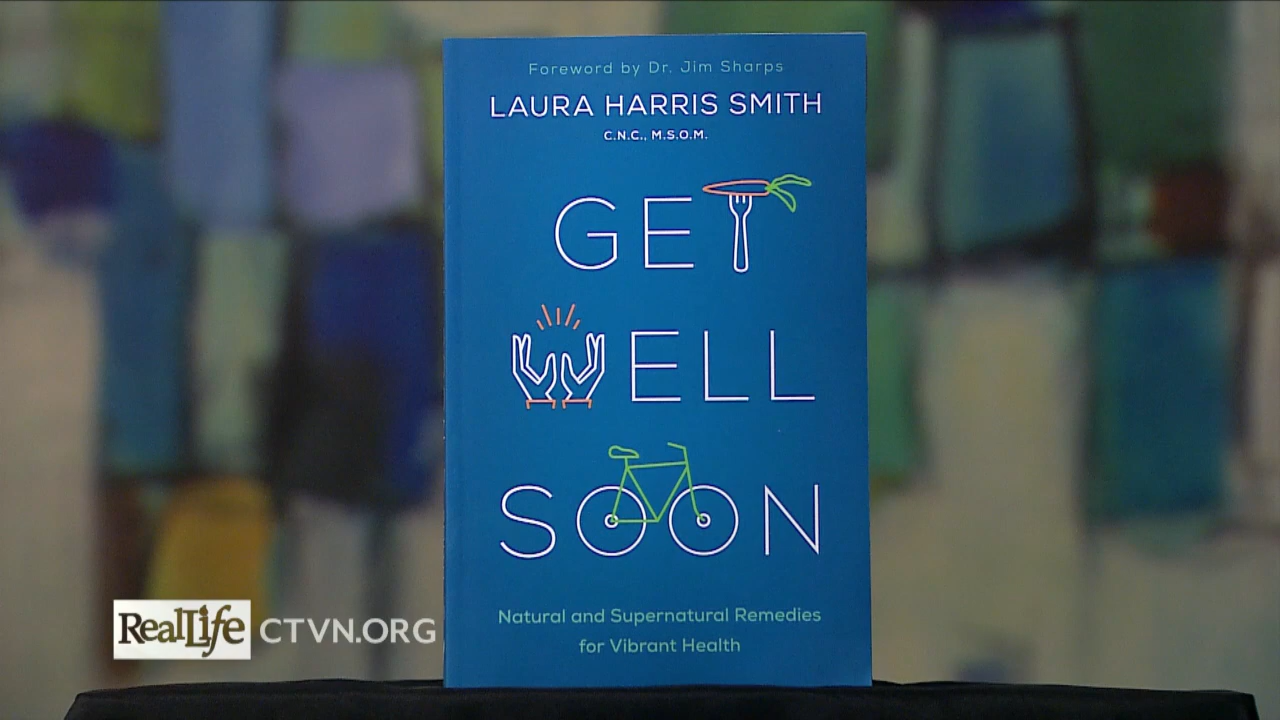 Foreword by Dr. Jim Sharps
LAURA HARRIS SMITH
C.N.C., M.S.O.M.
GET
WELL
SOON
Natural and Supernatural Remedies
for Vibrant Health
RealLife CTVN.ORG